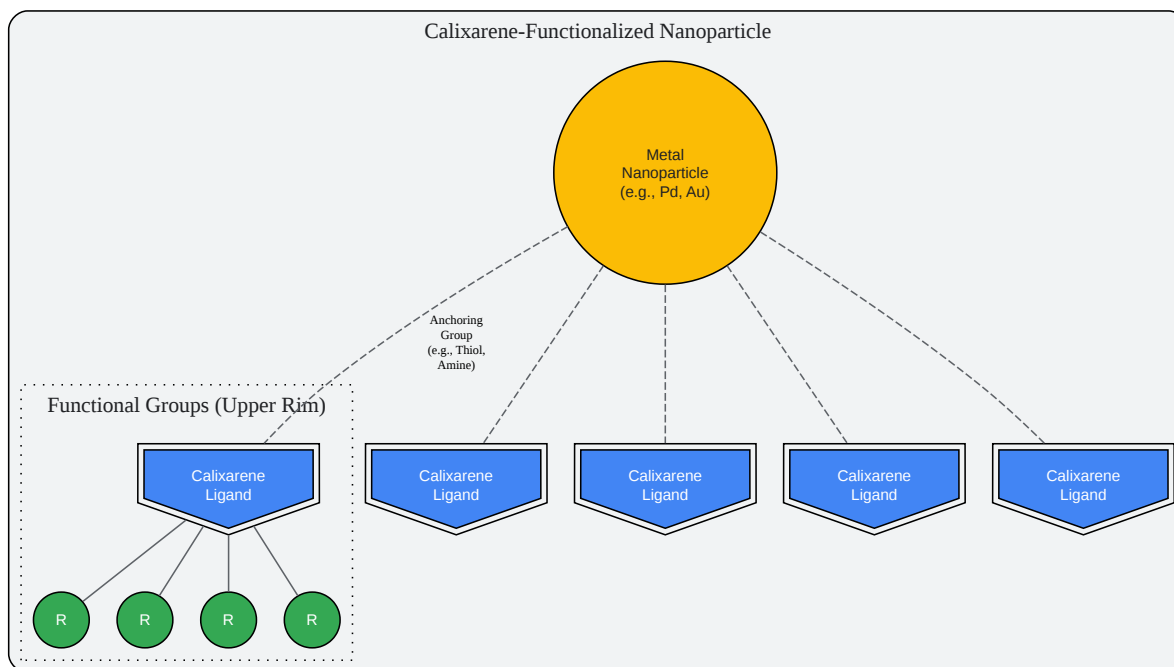 Calixarene-Functionalized Nanoparticle
Metal
Nanoparticle
(e.g., Pd, Au)
Anchoring
Group
(e.g., Thiol,
Amine)
Functional Groups (Upper Rim)
Calixarene
Ligand
Calixarene
Ligand
Calixarene
Ligand
Calixarene
Ligand
Calixarene
Ligand
R
R
R
R